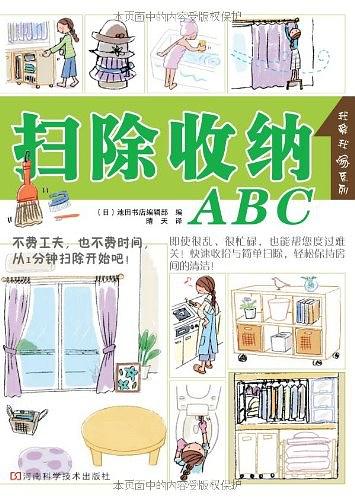 本页面中的内容受版权保护
扫除收纳
ABC
我爱我家系列
(日)池田书店编辑部 编
晴天 译
不费工夫,也不费时间,
从1分钟扫除开始吧!
即使很乱、很忙碌,也能帮您度过难
关!快速收拾与简单扫除,轻松保持房
间的清洁!
河南科学技术出版社
本页面中的内容受版权保护